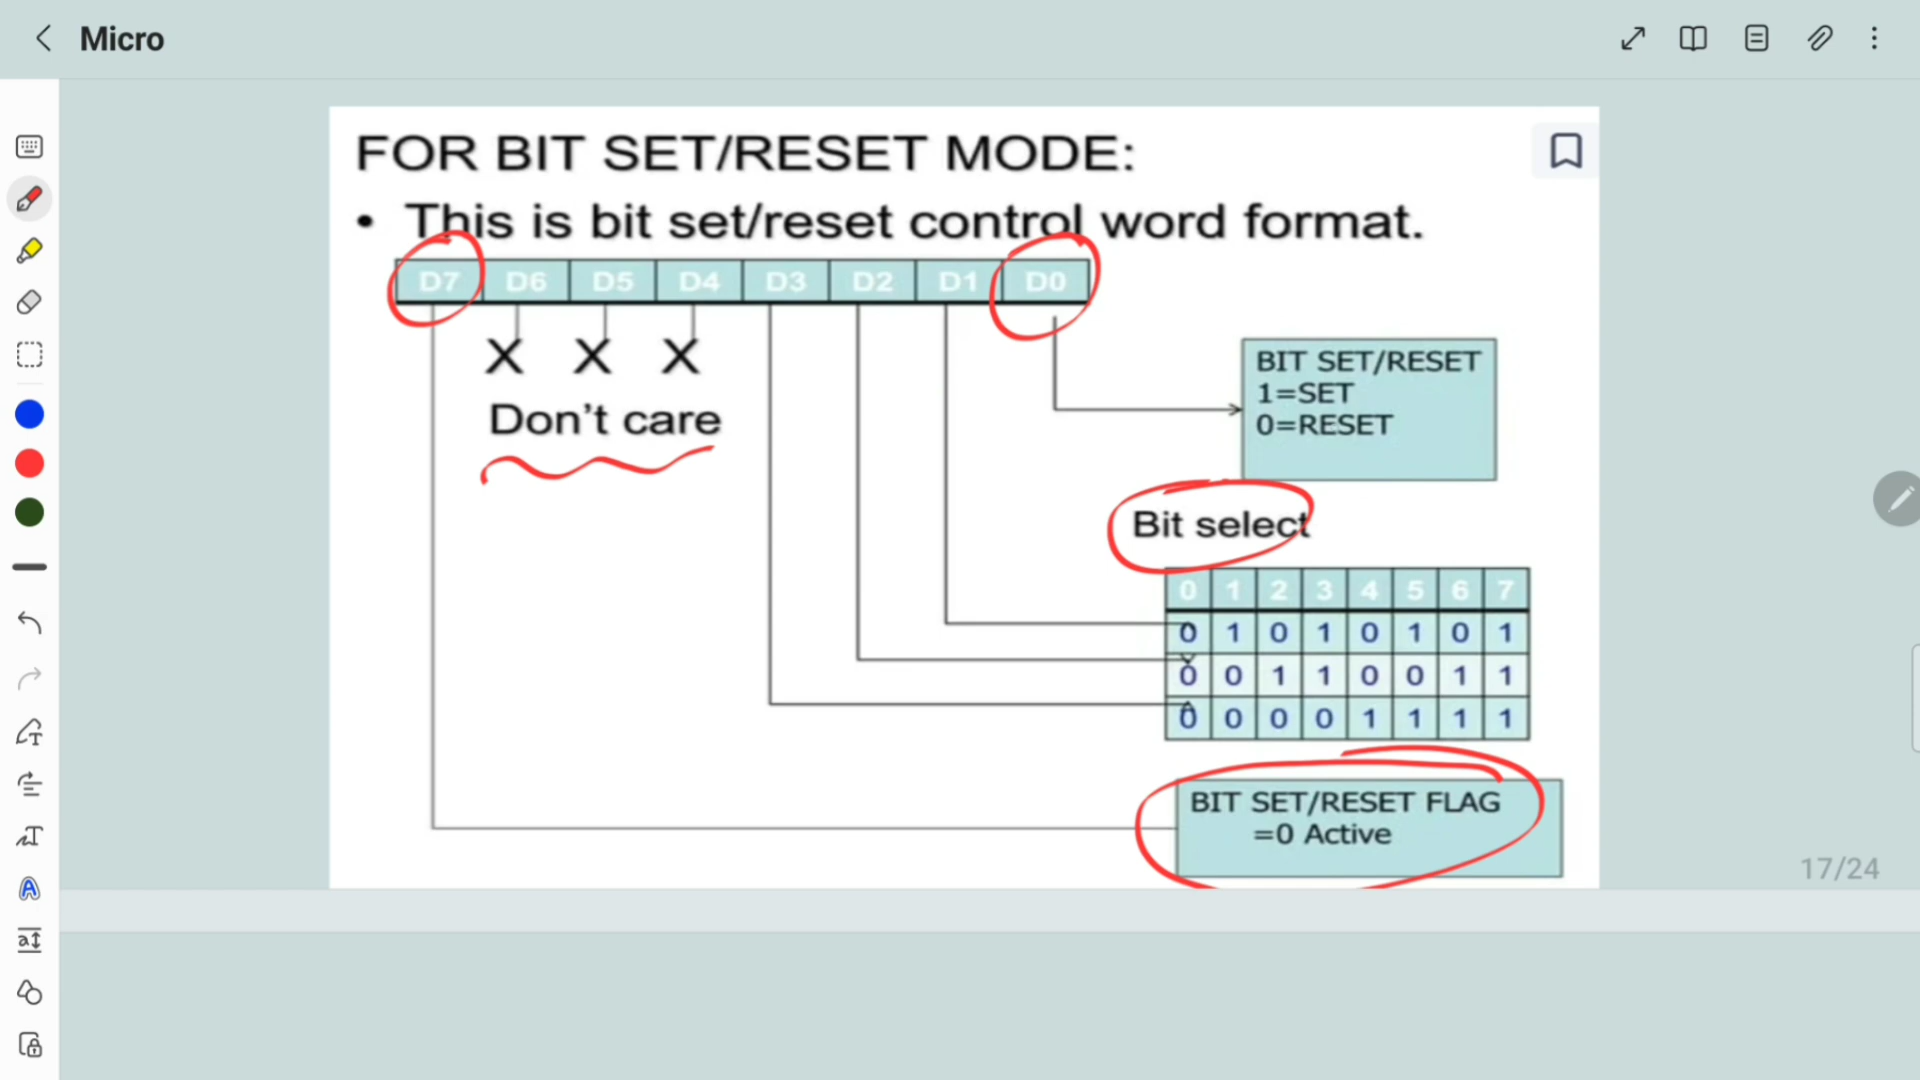 Micro
FOR BIT SET/RESET MODE:
• This is bit set/reset control word format.
D7 D6 D5 D4 D3 D2 D1 D0
X X X
Don't care
BIT SET/RESET
1=SET
0=RESET
Bit select
0 1 2 3 4 5 6 7
0 1 0 1 0 1 0 1
0 0 1 1 0 0 1 1
0 0 0 0 1 1 1 1
BIT SET/RESET FLAG
=0 Active
17/24